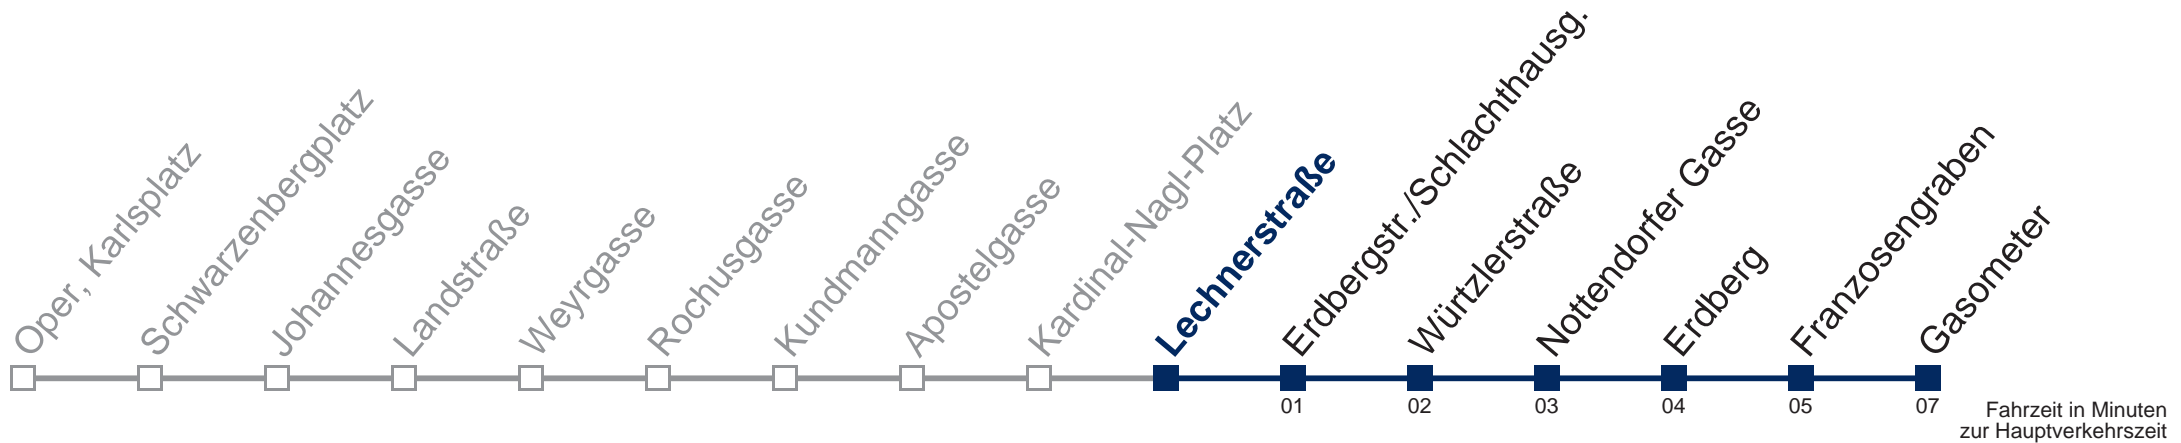 Oper, Karlsplatz
Schwarzenbergplatz
Johannesgasse
Landstraße
Weyrgasse
Rochusgasse
Kundmanngasse
Apostelgasse
Kardinal-Nagl-Platz
Lechnerstraße
Erdbergstr./Schlachthausg.
Würtzlerstraße
Nottendorfer Gasse
Erdberg
Franzosengraben
Gasometer
01
02
03
04
05
07
Fahrzeit in Minuten
zur Hauptverkehrszeit